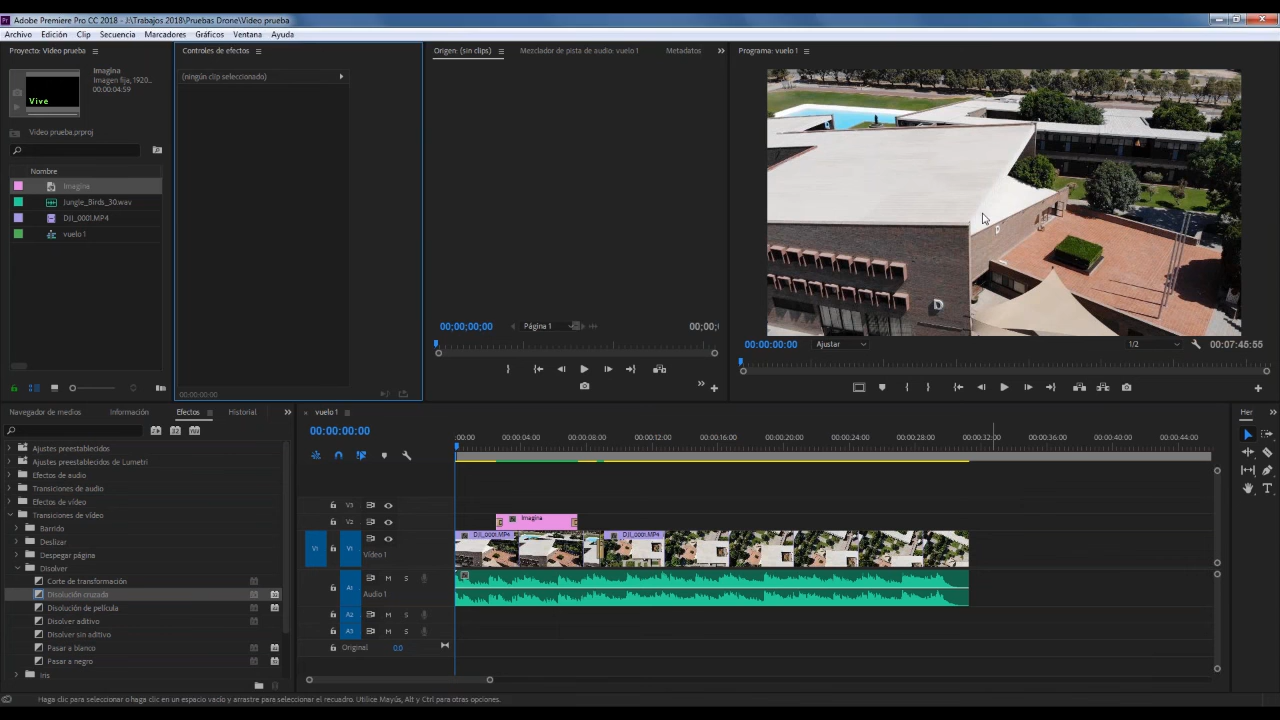 Adobe Premiere Pro CC 2018 - J:\Trabajos 2018\Pruebas Drone\Video prueba
Archivo Edición Clip Secuencia Marcadores Gráficos Ventana Ayuda
Proyecto: Video prueba
Imagina
Imagen fija, 1920...
00:00:04.59
Vive
Video prueba.prproj
Nombre
Imagina
Jungle_Birds_30.wav
DJI_0001.MP4
vuelo 1
Controles de efectos
(ningún clip seleccionado)
00:00:00:00
Origen: (sin clips) Mezclador de pista de audio: vuelo 1 Metadatos
00;00;00;00 Página 1 00;00;
Programa: vuelo 1
D
D
00:00:00:00 Ajustar 1/2 00:07:45:55
Navegador de medios Información Efectos Historial
Ajustes preestablecidos
Ajustes preestablecidos de Lumetri
Efectos de audio
Transiciones de audio
Efectos de vídeo
Transiciones de vídeo
Barrido
Deslizar
Despegar página
Disolver
Corte de transformación
Disolución cruzada
Disolución de película
Disolver aditivo
Disolver sin aditivo
Pasar a blanco
Pasar a negro
Iris
vuelo 1
00:00:00:00
:00:00 00:00:04:00 00:00:08:00 00:00:12:00 00:00:16:00 00:00:20:00 00:00:24:00 00:00:28:00 00:00:32:00 00:00:36:00 00:00:40:00 00:00:44:00
V3
V2 Imagina
V1 V1 Vídeo 1 DJI_0001.MP4 DJI_0001.MP4
A1 M S
Audio 1
A2 M S
A3 M S
Original 0.0
Her
Haga clic para seleccionar o haga clic en un espacio vacío y arrastre para seleccionar el recuadro. Utilice Mayús, Alt y Ctrl para otras opciones.